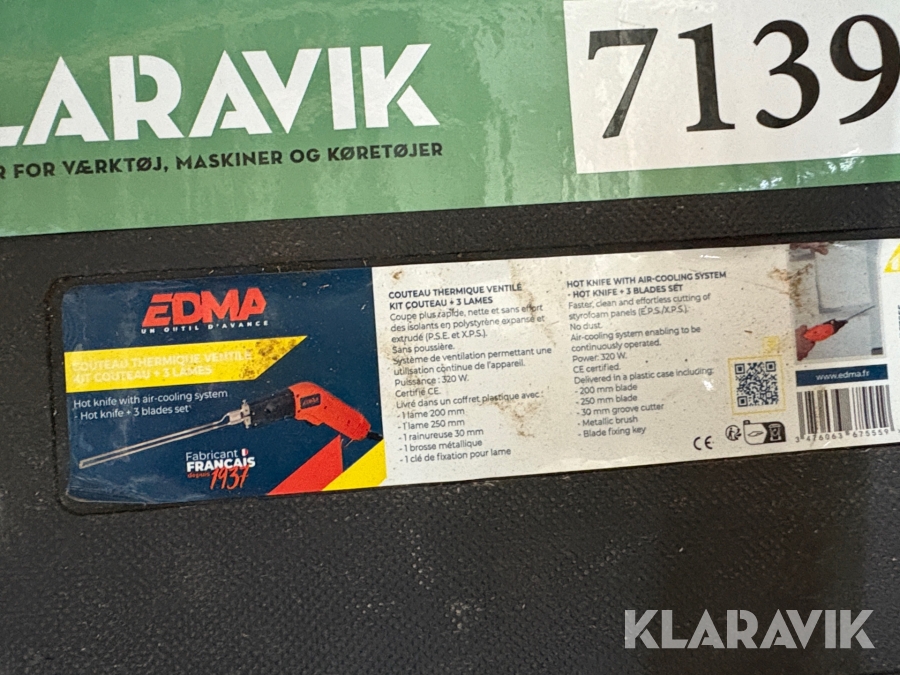 LARAVIK
7139
R FOR VÆRKTØJ, MASKINER OG KØRETØJER
EDMA
UN OUTIL D'AVANCE
COUTEAU THERMIQUE VENTILÉ
KIT COUTEAU + 3 LAMES
Hot knife with air-cooling system
- Hot knife + 3 blades set
EDMA
Fabricant
FRANÇAIS
depuis
1937
COUTEAU THERMIQUE VENTILÉ
KIT COUTEAU + 3 LAMES
Coupe plus rapide, nette et sans effort
des isolants en polystyrène expansé et
extrudé (P.S.E. et X.P.S.).
Sans poussière.
Système de ventilation permettant une
utilisation continue de l'appareil.
Puissance : 320 W.
Certifié CE.
Livré dans un coffret plastique avec :
- 1 lame 200 mm
- 1 lame 250 mm
- 1 rainureuse 30 mm
- 1 brosse métallique
- 1 clé de fixation pour lame
HOT KNIFE WITH AIR-COOLING SYSTEM
- HOT KNIFE + 3 BLADES SET
Faster, clean and effortless cutting of
styrofoam panels (E.P.S./X.P.S.).
No dust.
Air-cooling system enabling to be
continuously operated.
Power: 320 W.
CE certified.
Delivered in a plastic case including:
- 200 mm blade
- 250 mm blade
- 30 mm groove cutter
- Metallic brush
- Blade fixing key
CE
www.edma.fr
3 476063 675559
KLARAVIK